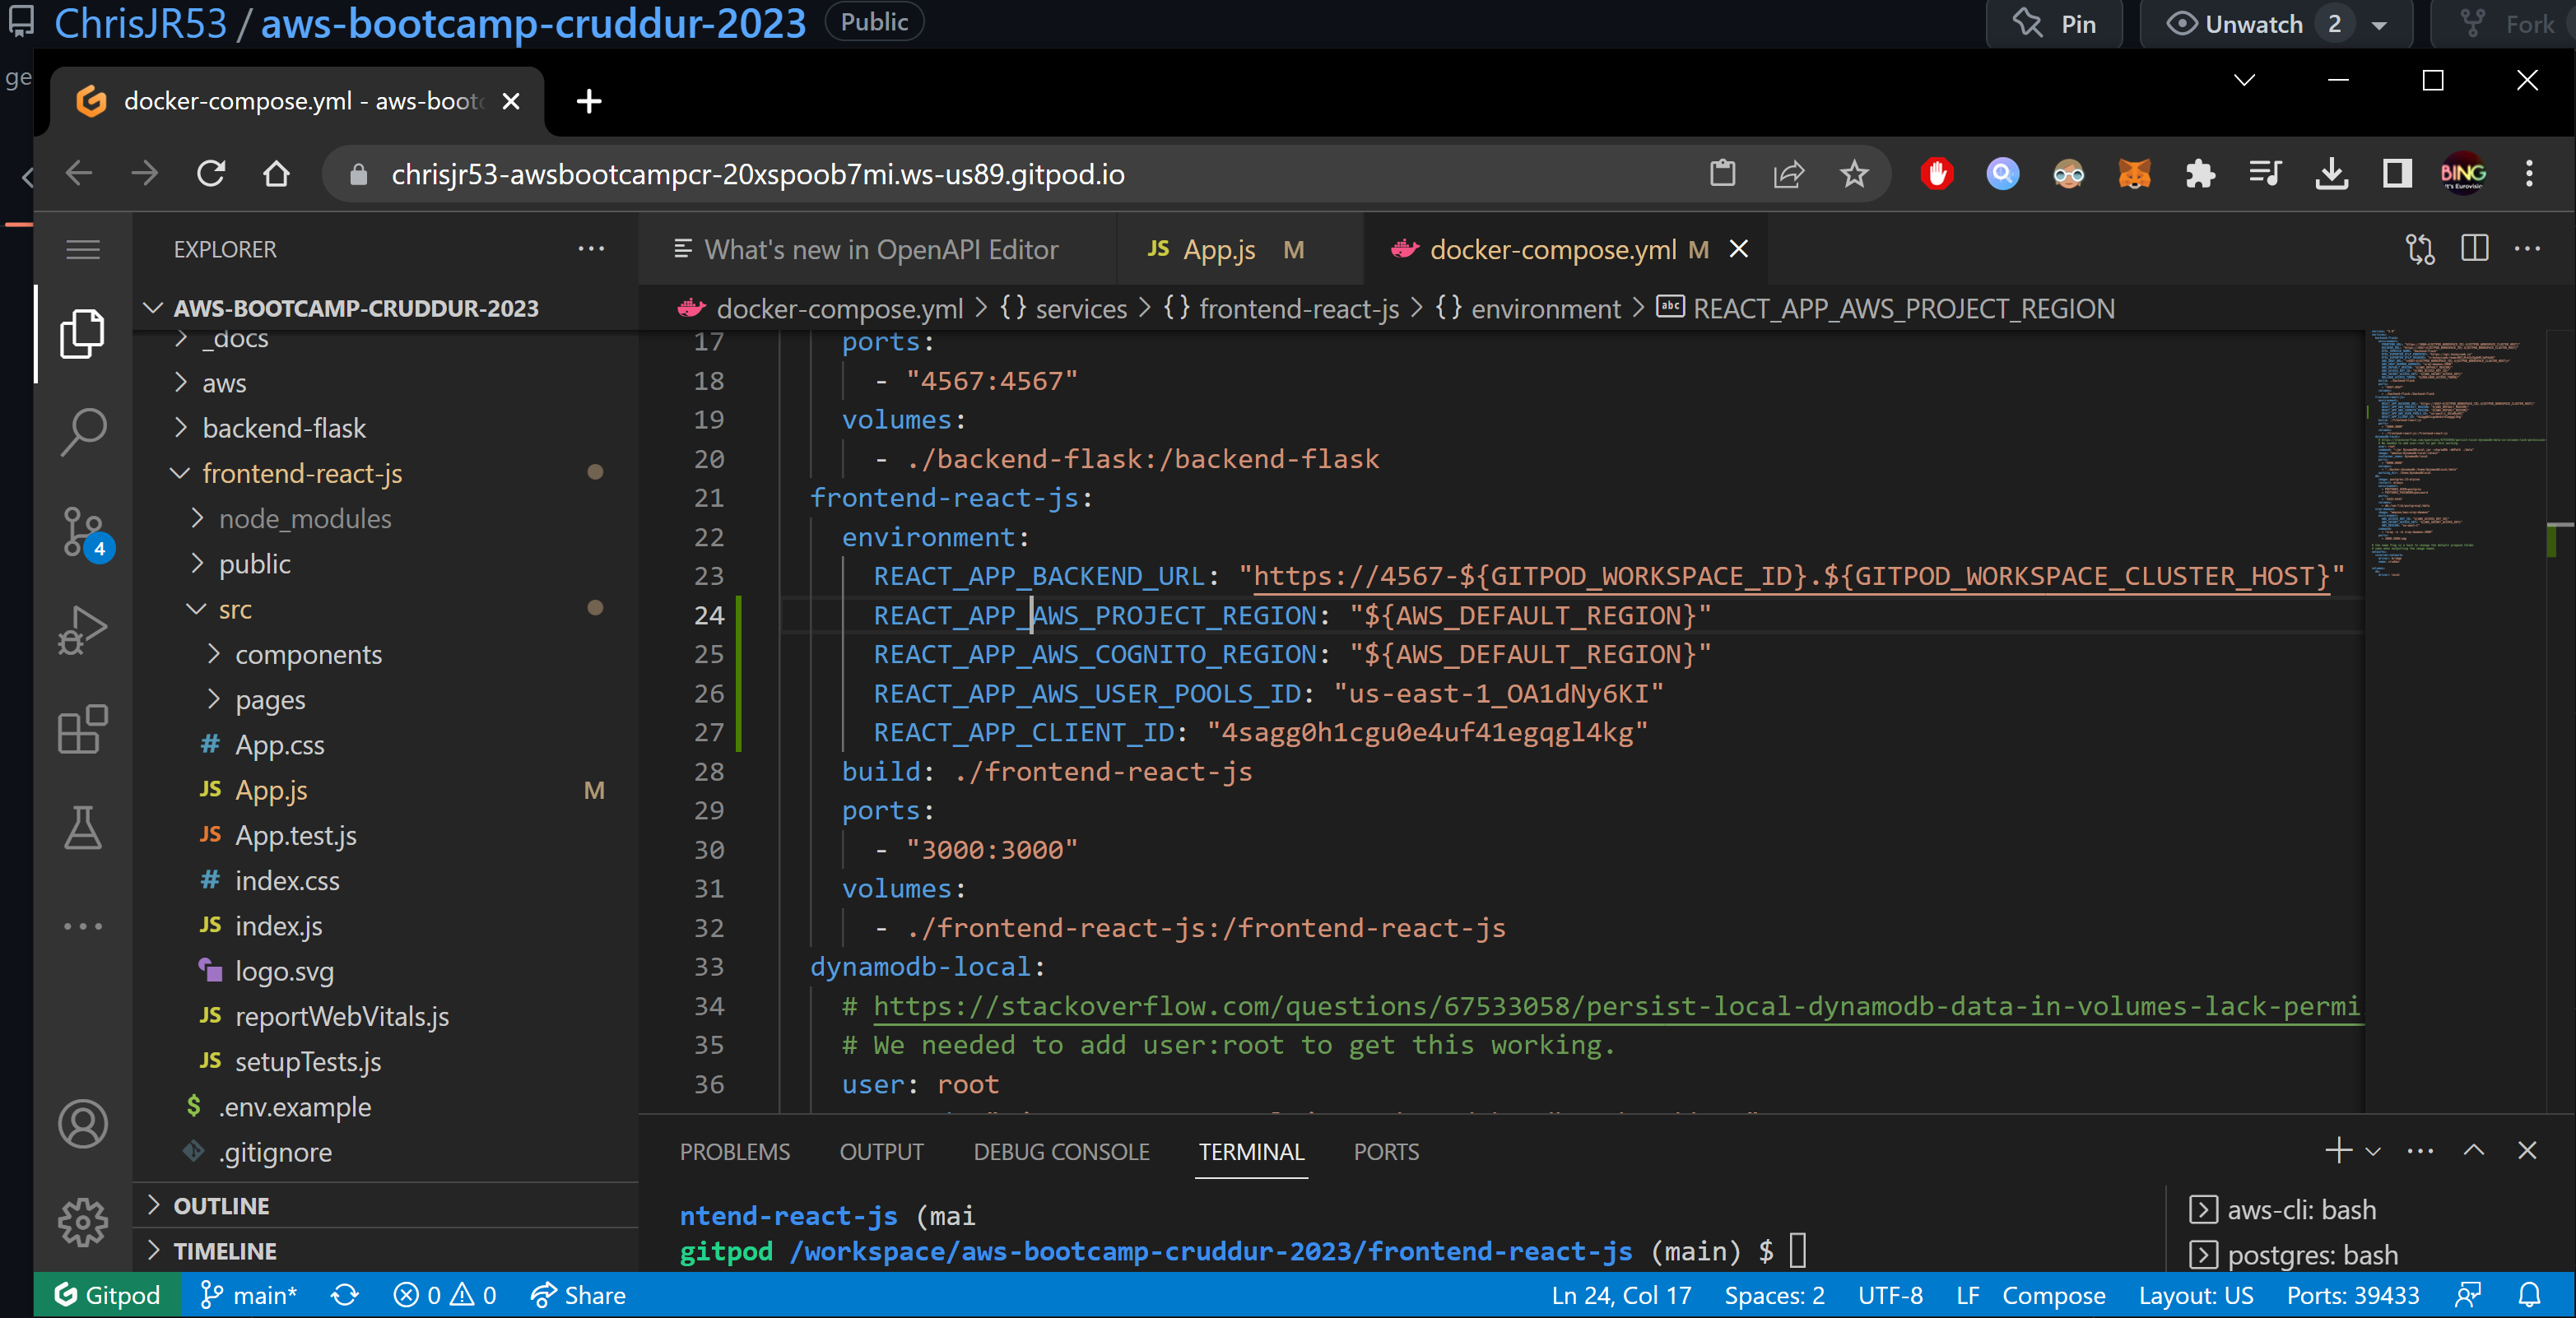 ChrisJR53 / aws-bootcamp-cruddur-2023 Public Pin Unwatch 2 Fork
ge
docker-compose.yml - aws-boot
chrisjr53-awsbootcampcr-20xspoob7mi.ws-us89.gitpod.io
BING
It's Eurovisi
EXPLORER
What's new in OpenAPI Editor
JS App.js M
docker-compose.yml M
AWS-BOOTCAMP-CRUDDUR-2023
docker-compose.yml > {} services > {} frontend-react-js > {} environment > abc REACT_APP_AWS_PROJECT_REGION
_docs
aws
backend-flask
frontend-react-js
node_modules
public
src
components
pages
# App.css
JS App.js M
JS App.test.js
# index.css
JS index.js
logo.svg
JS reportWebVitals.js
JS setupTests.js
$ .env.example
.gitignore
OUTLINE
TIMELINE
4
17 ports:
18 - "4567:4567"
19 volumes:
20 - ./backend-flask:/backend-flask
21 frontend-react-js:
22 environment:
23 REACT_APP_BACKEND_URL: "https://4567-${GITPOD_WORKSPACE_ID}.${GITPOD_WORKSPACE_CLUSTER_HOST}"
24 REACT_APP_AWS_PROJECT_REGION: "${AWS_DEFAULT_REGION}"
25 REACT_APP_AWS_COGNITO_REGION: "${AWS_DEFAULT_REGION}"
26 REACT_APP_AWS_USER_POOLS_ID: "us-east-1_OA1dNy6KI"
27 REACT_APP_CLIENT_ID: "4sagg0h1cgu0e4uf41egqgl4kg"
28 build: ./frontend-react-js
29 ports:
30 - "3000:3000"
31 volumes:
32 - ./frontend-react-js:/frontend-react-js
33 dynamodb-local:
34 # https://stackoverflow.com/questions/67533058/persist-local-dynamodb-data-in-volumes-lack-permi
35 # We needed to add user:root to get this working.
36 user: root
PROBLEMS OUTPUT DEBUG CONSOLE TERMINAL PORTS
ntend-react-js (mai
gitpod /workspace/aws-bootcamp-cruddur-2023/frontend-react-js (main) $
aws-cli: bash
postgres: bash
Gitpod main* 0 0 Share Ln 24, Col 17 Spaces: 2 UTF-8 LF Compose Layout: US Ports: 39433